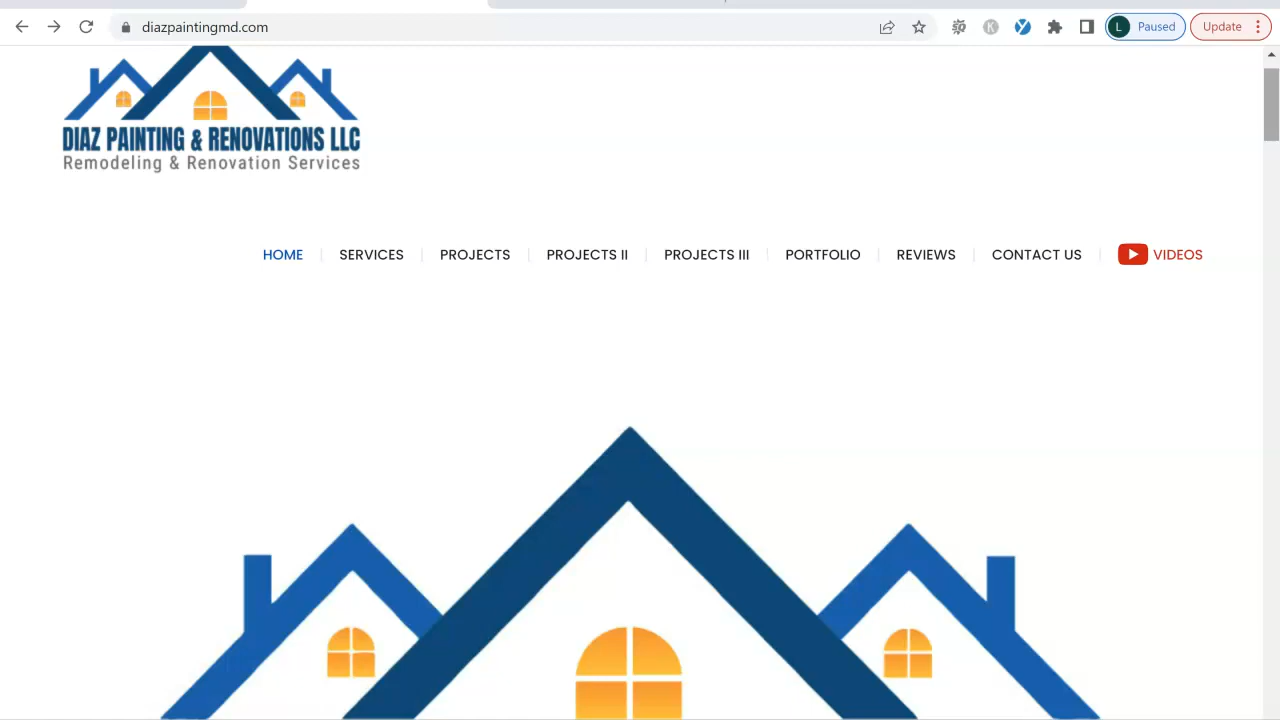 diazpaintingmd.com
K
L Paused
Update
DIAZ PAINTING & RENOVATIONS LLC
Remodeling & Renovation Services
HOME SERVICES PROJECTS PROJECTS II PROJECTS III PORTFOLIO REVIEWS CONTACT US VIDEOS